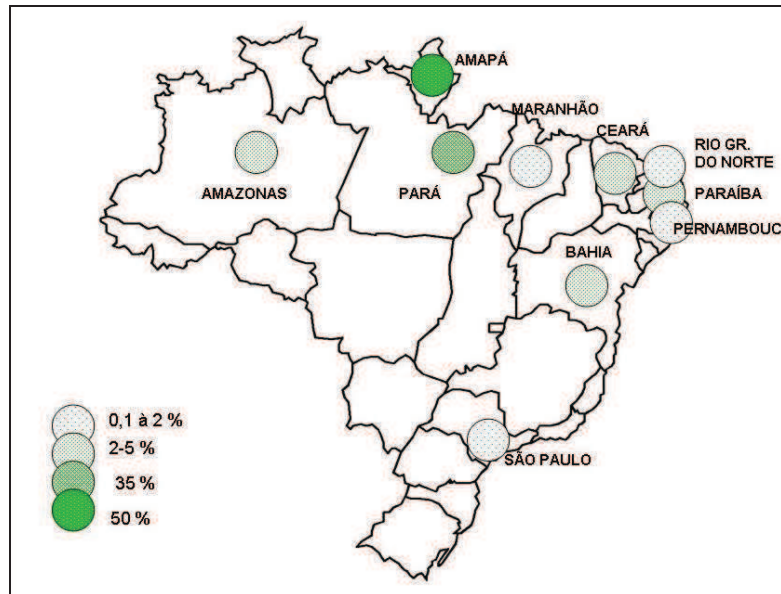 AMAPÁ
MARANHÃO
CEARÁ
RIO GR.
DO NORTE
AMAZONAS
PARÁ
PARAÍBA
PERNAMBOUC
BAHIA
0,1 à 2 %
2-5 %
35 %
50 %
SÃO PAULO